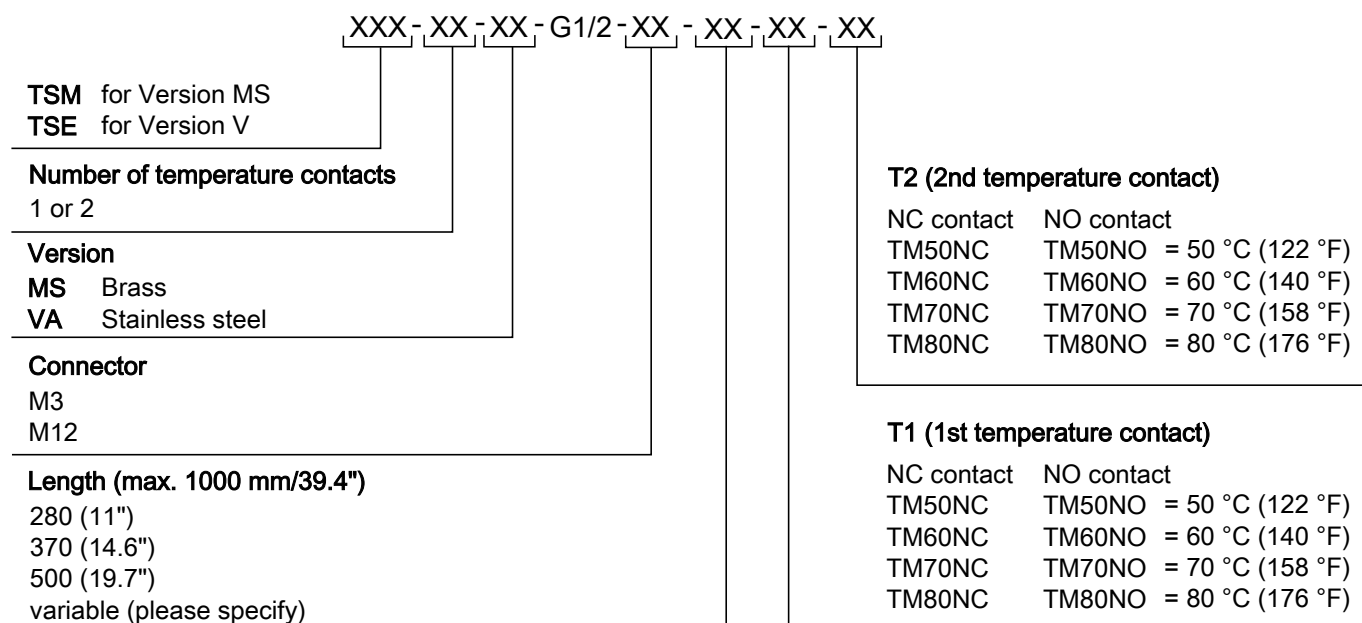 XXX - XX - XX - G1/2 - XX - XX - XX - XX
TSM for Version MS
TSE for Version V
Number of temperature contacts
1 or 2
Version
MS Brass
VA Stainless steel
Connector
M3
M12
Length (max. 1000 mm/39.4")
280 (11")
370 (14.6")
500 (19.7")
variable (please specify)
T2 (2nd temperature contact)
NC contact NO contact
TM50NC TM50NO = 50 °C (122 °F)
TM60NC TM60NO = 60 °C (140 °F)
TM70NC TM70NO = 70 °C (158 °F)
TM80NC TM80NO = 80 °C (176 °F)
T1 (1st temperature contact)
NC contact NO contact
TM50NC TM50NO = 50 °C (122 °F)
TM60NC TM60NO = 60 °C (140 °F)
TM70NC TM70NO = 70 °C (158 °F)
TM80NC TM80NO = 80 °C (176 °F)